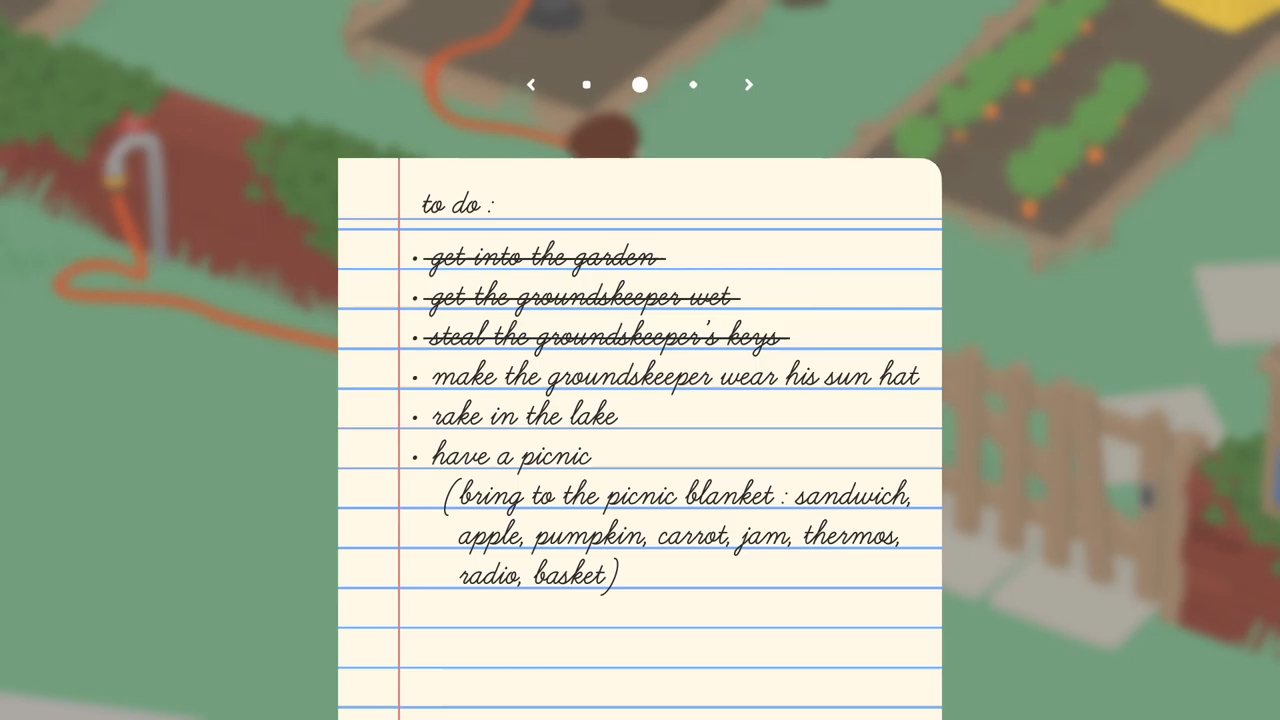 to do :
• get into the garden
• get the groundskeeper wet
• steal the groundskeeper's keys
• make the groundskeeper wear his sun hat
• rake in the lake
• have a picnic
(bring to the picnic blanket : sandwich,
apple, pumpkin, carrot, jam, thermos,
radio, basket)